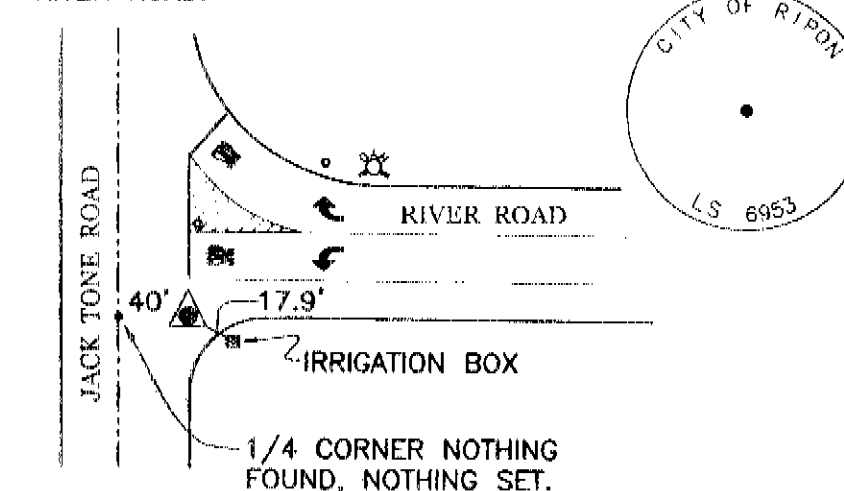 CITY OF RIPON
LS 6953
JACK TONE ROAD
RIVER ROAD
40'
17.9'
IRRIGATION BOX
1/4 CORNER NOTHING
FOUND, NOTHING SET.